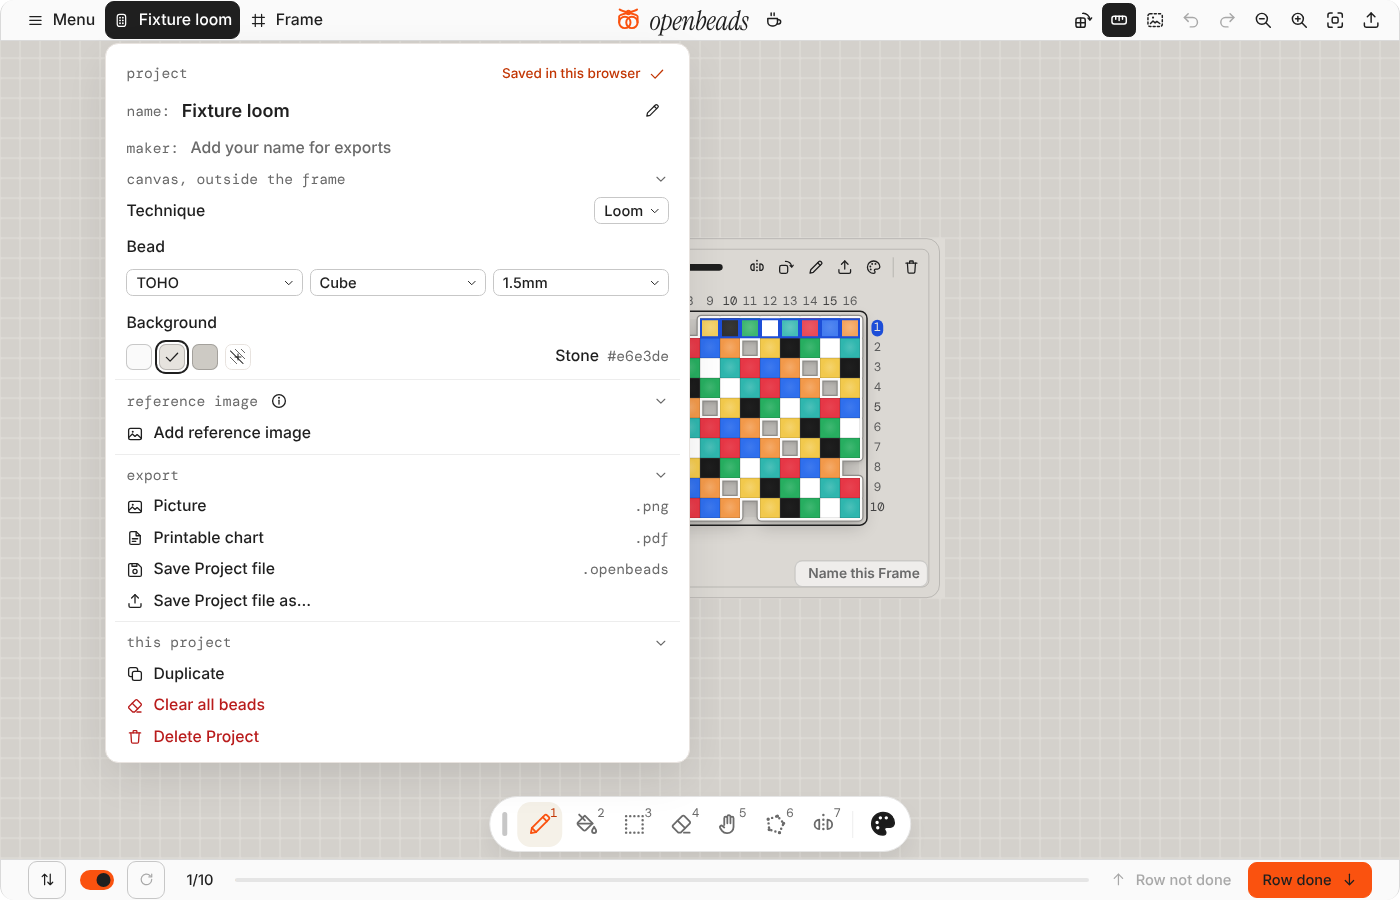 Menu Fixture loom Frame openbeads
project Saved in this browser
name: Fixture loom
maker: Add your name for exports
canvas, outside the frame
Technique Loom
Bead
TOHO Cube 1.5mm
Background
Stone #e6e3de
reference image
Add reference image
export
Picture .png
Printable chart .pdf
Save Project file .openbeads
Save Project file as...
this project
Duplicate
Clear all beads
Delete Project
9 10 11 12 13 14 15 16
1
2
3
4
5
6
7
8
9
10
Name this Frame
1 2 3 4 5 6 7
1/10 Row not done Row done